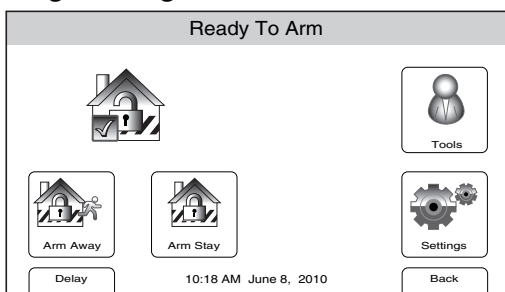 Ready To Arm
Tools
Arm Away
Arm Stay
Settings
Delay
10:18 AM June 8, 2010
Back